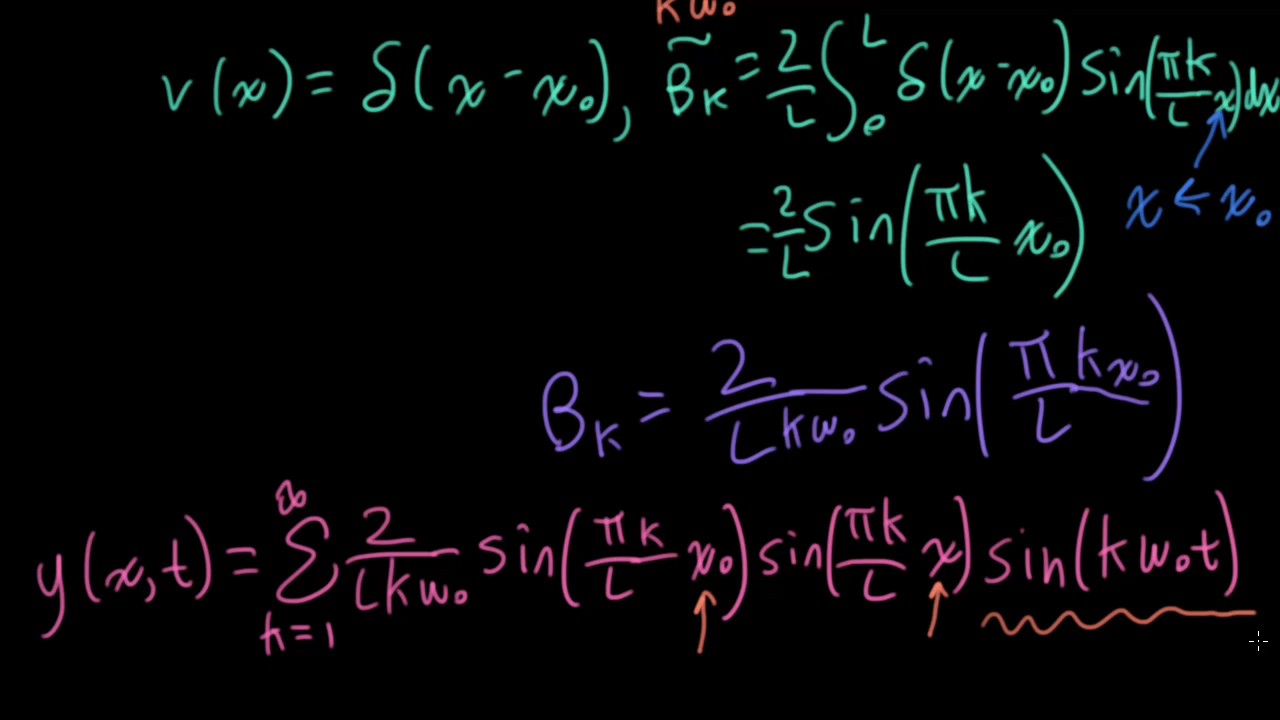 kω₀
v(x) = δ(x - x₀), B̃ₖ = 2/L ∫₀ᴸ δ(x - x₀) sin(πk/L x) dx
x ← x₀
= 2/L sin(πk/L x₀)
Bₖ = 2/(Lkω₀) sin(πkx₀/L)
y(x,t) = ∑ₖ₌₁^∞ 2/(Lkω₀) sin(πk/L x₀) sin(πk/L x) sin(kω₀t)